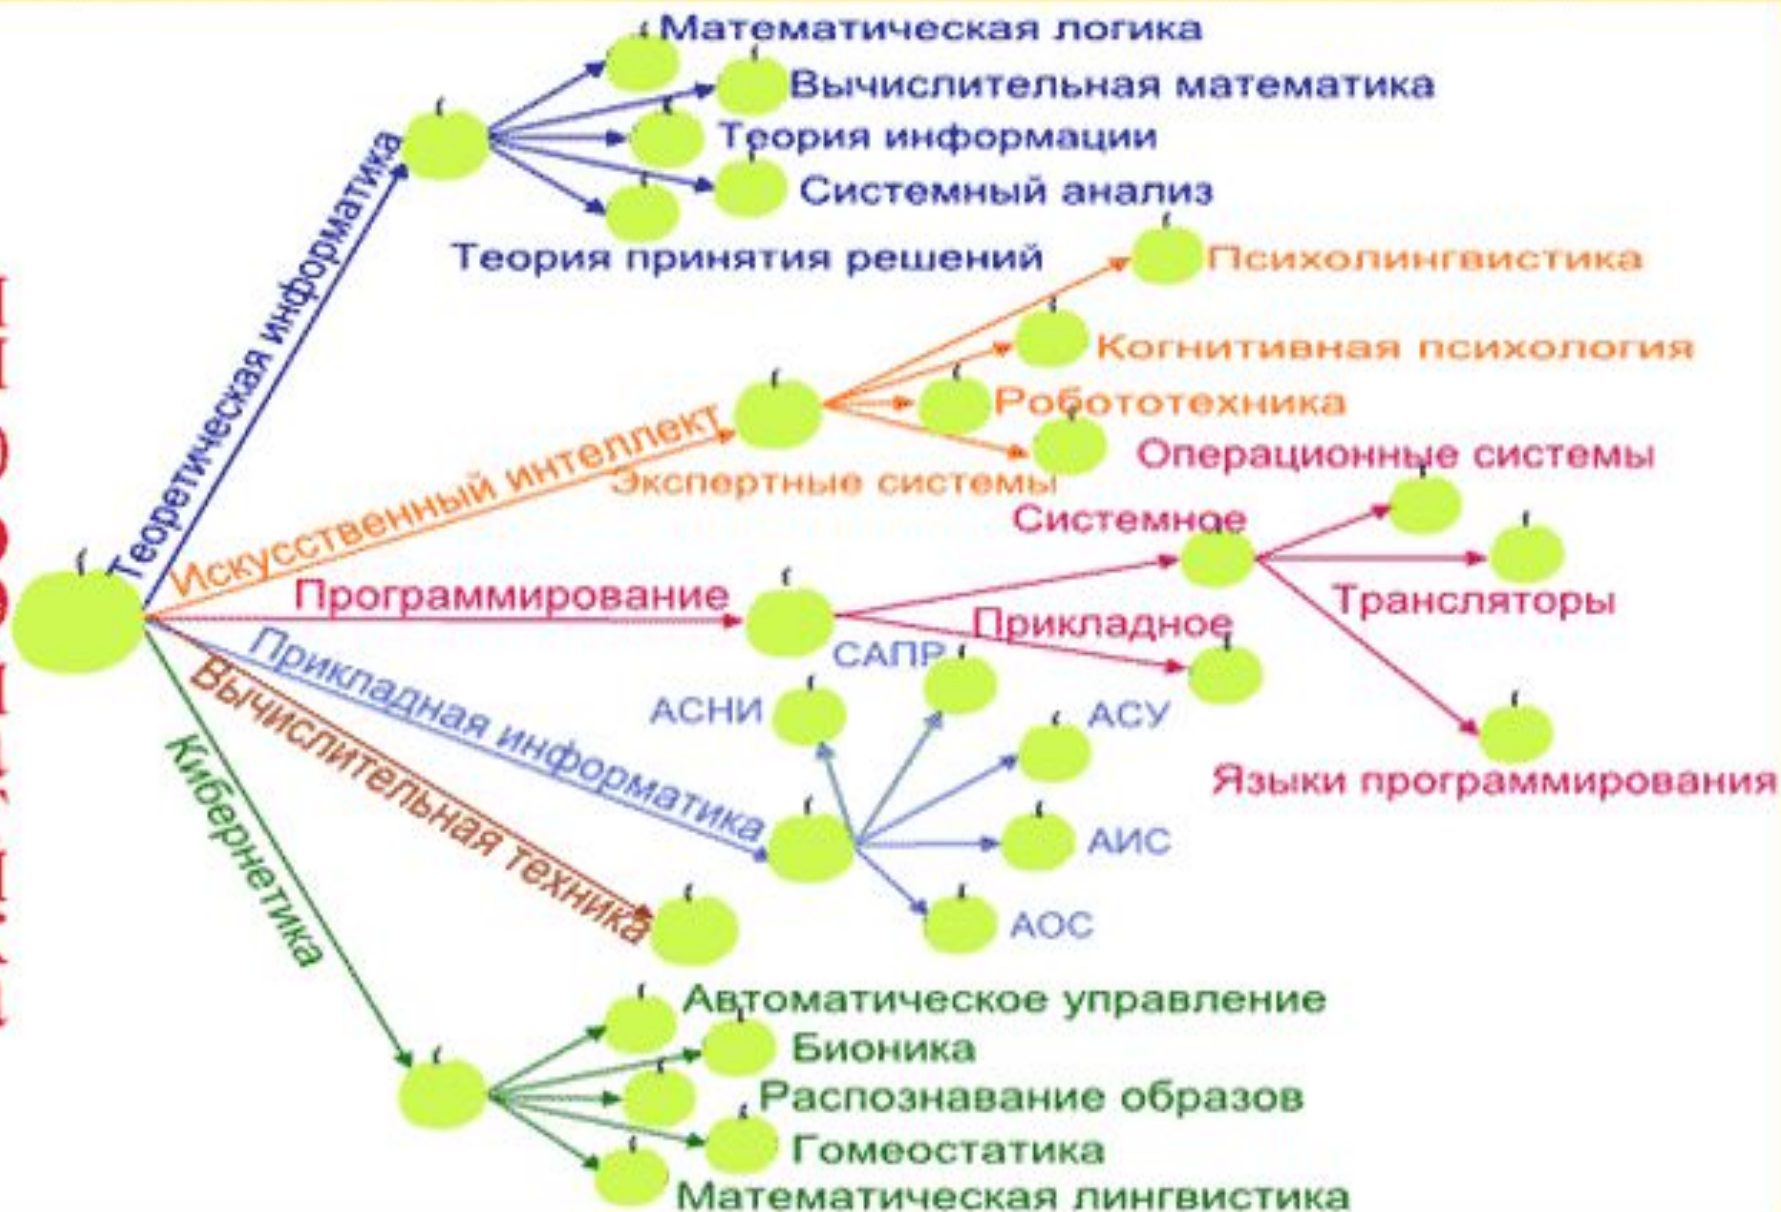 Математическая логика
Вычислительная математика
Теория информации
Системный анализ
Теория принятия решений
Теоретическая информатика
Психолингвистика
Когнитивная психология
Робототехника
Экспертные системы
Искусственный интеллект
Операционные системы
Системное
Трансляторы
Программирование
Прикладное
Языки программирования
САПР
АСНИ
АСУ
Прикладная информатика
АИС
АОС
Вычислительная техника
Кибернетика
Автоматическое управление
Бионика
Распознавание образов
Гомеостатика
Математическая лингвистика